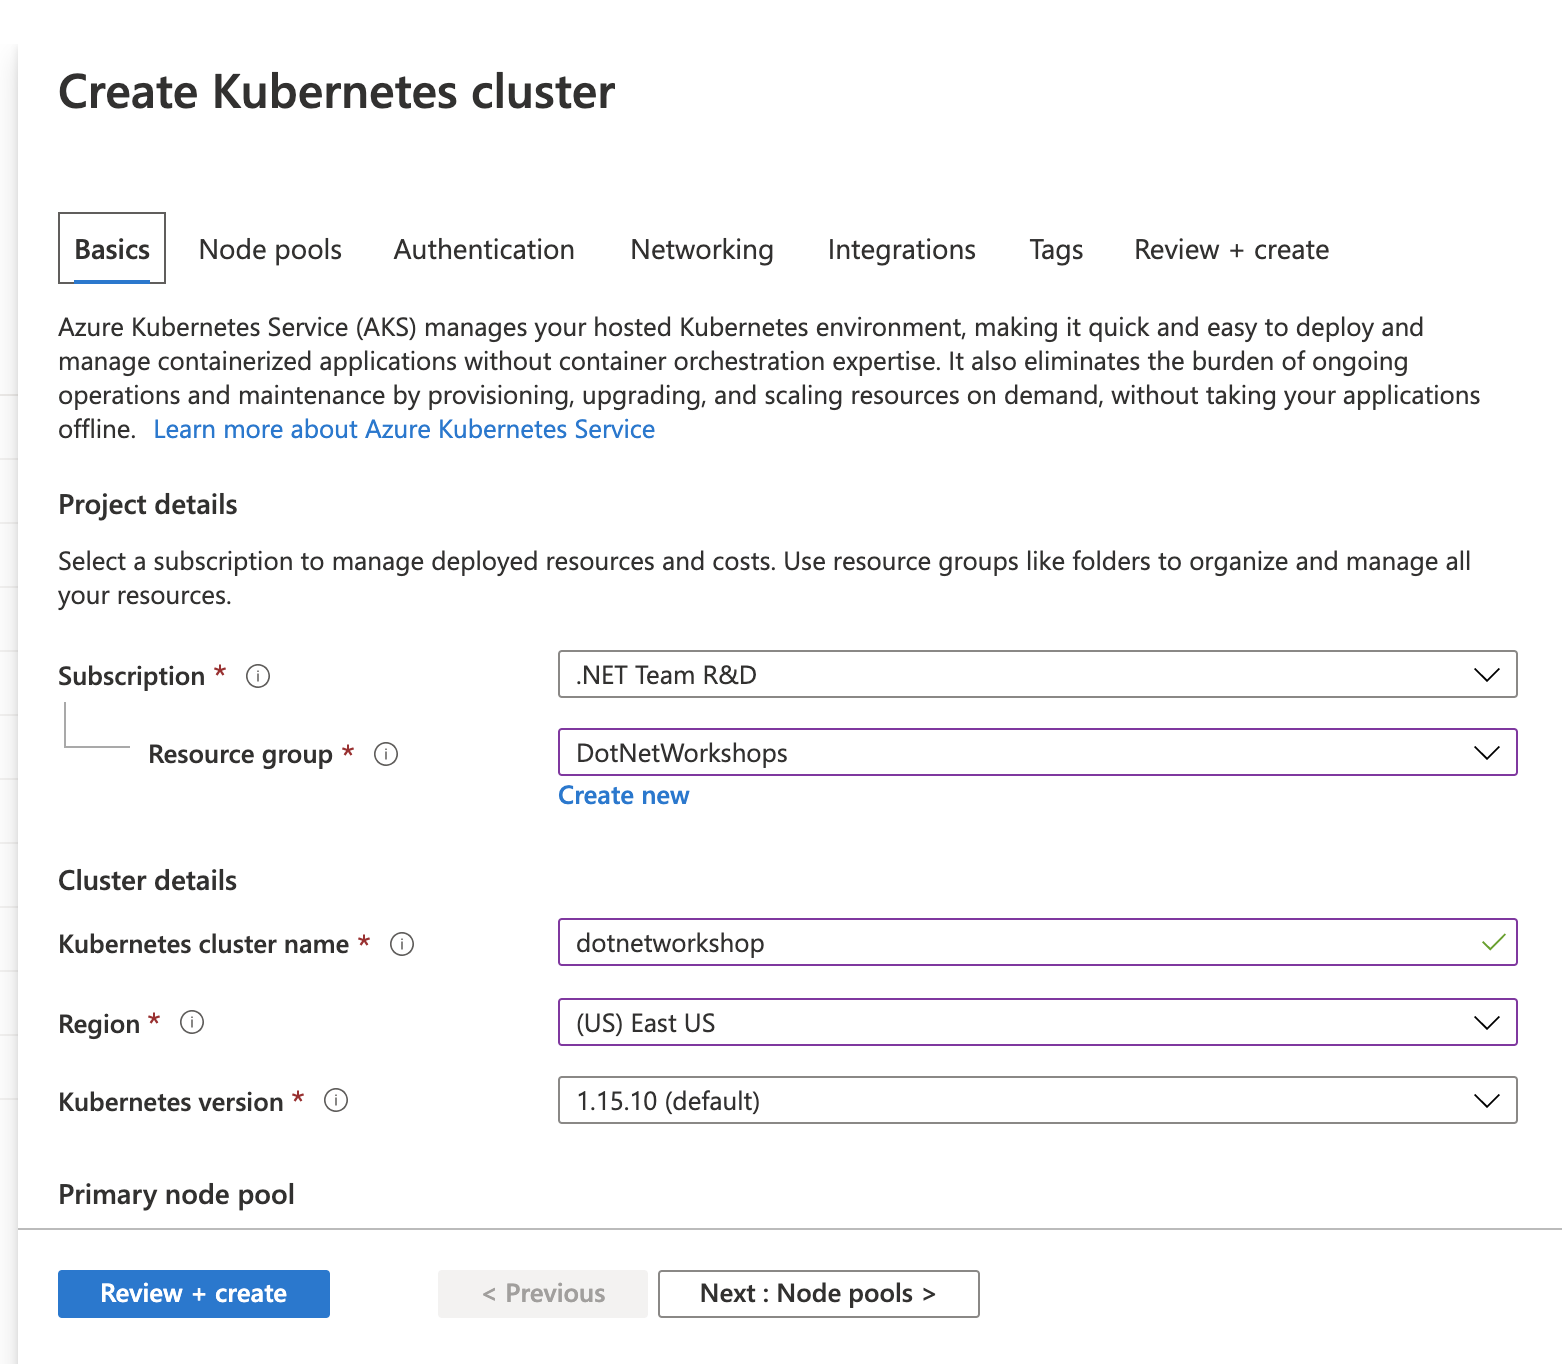 Create Kubernetes cluster
Basics Node pools Authentication Networking Integrations Tags Review + create
Azure Kubernetes Service (AKS) manages your hosted Kubernetes environment, making it quick and easy to deploy and
manage containerized applications without container orchestration expertise. It also eliminates the burden of ongoing
operations and maintenance by provisioning, upgrading, and scaling resources on demand, without taking your applications
offline. Learn more about Azure Kubernetes Service
Project details
Select a subscription to manage deployed resources and costs. Use resource groups like folders to organize and manage all
your resources.
Subscription * .NET Team R&D
Resource group * DotNetWorkshops
Create new
Cluster details
Kubernetes cluster name * dotnetworkshop
Region * (US) East US
Kubernetes version * 1.15.10 (default)
Primary node pool
Review + create < Previous Next : Node pools >